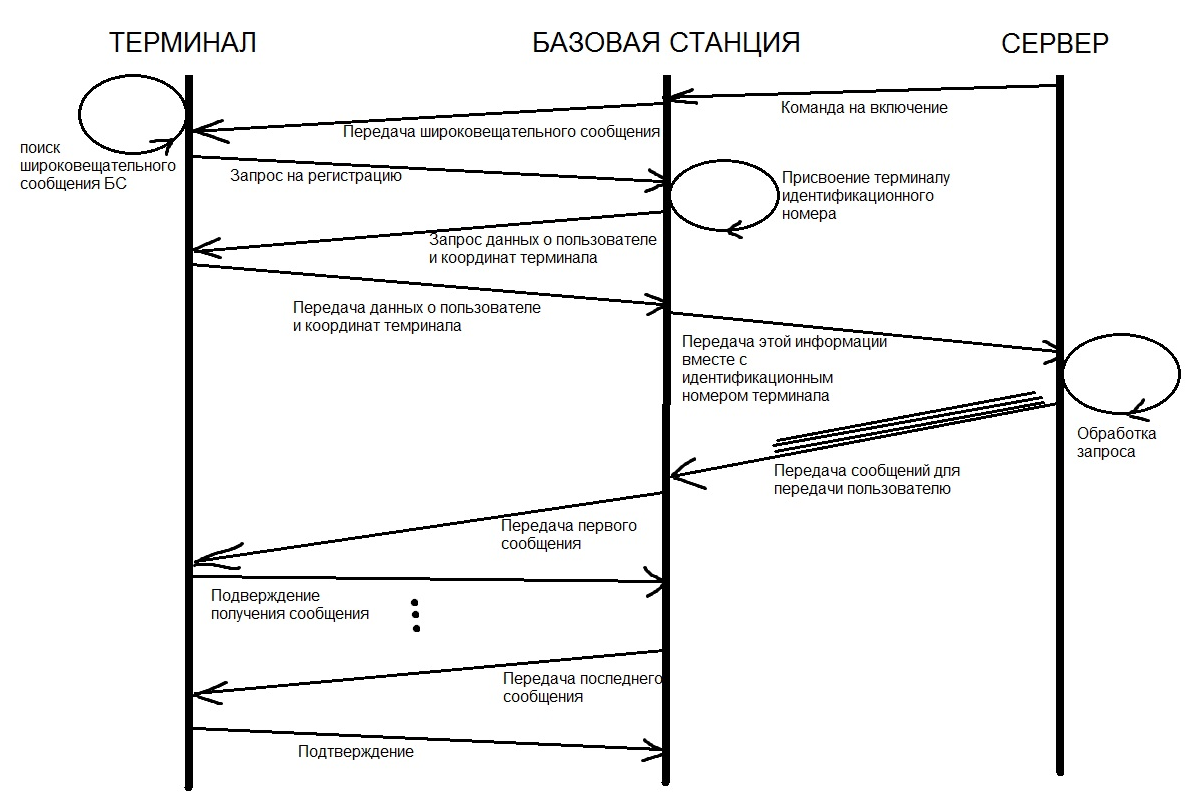 ТЕРМИНАЛ
БАЗОВАЯ СТАНЦИЯ
СЕРВЕР
Команда на включение
Передача широковещательного сообщения
поиск
широковещательного
сообщения БС
Запрос на регистрацию
Присвоение терминалу
идентификационного
номера
Запрос данных о пользователе
и координат терминала
Передача данных о пользователе
и координат темринала
Передача этой информации
вместе с
идентификационным
номером терминала
Обработка
запроса
Передача сообщений для
передачи пользователю
Передача первого
сообщения
Подверждение
получения сообщения
Передача последнего
сообщения
Подтверждение